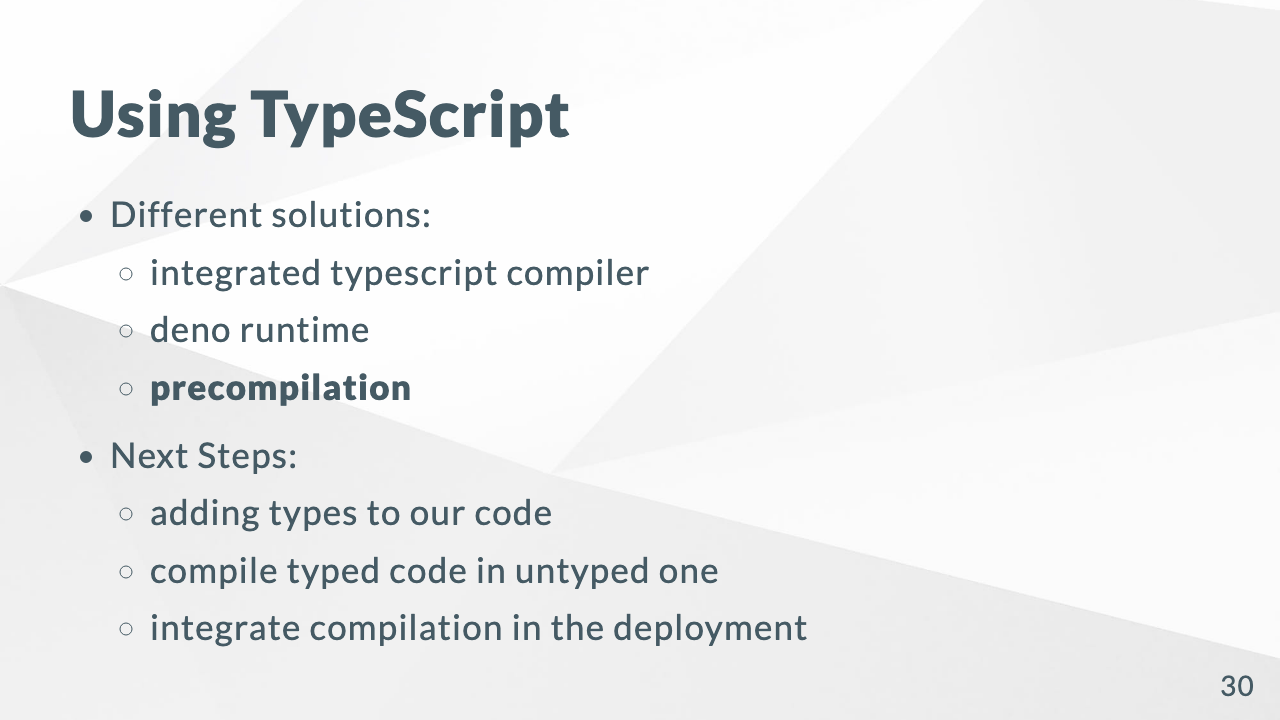 Using TypeScript
Different solutions:
integrated typescript compiler
deno runtime
precompilation
Next Steps:
adding types to our code
compile typed code in untyped one
integrate compilation in the deployment
30